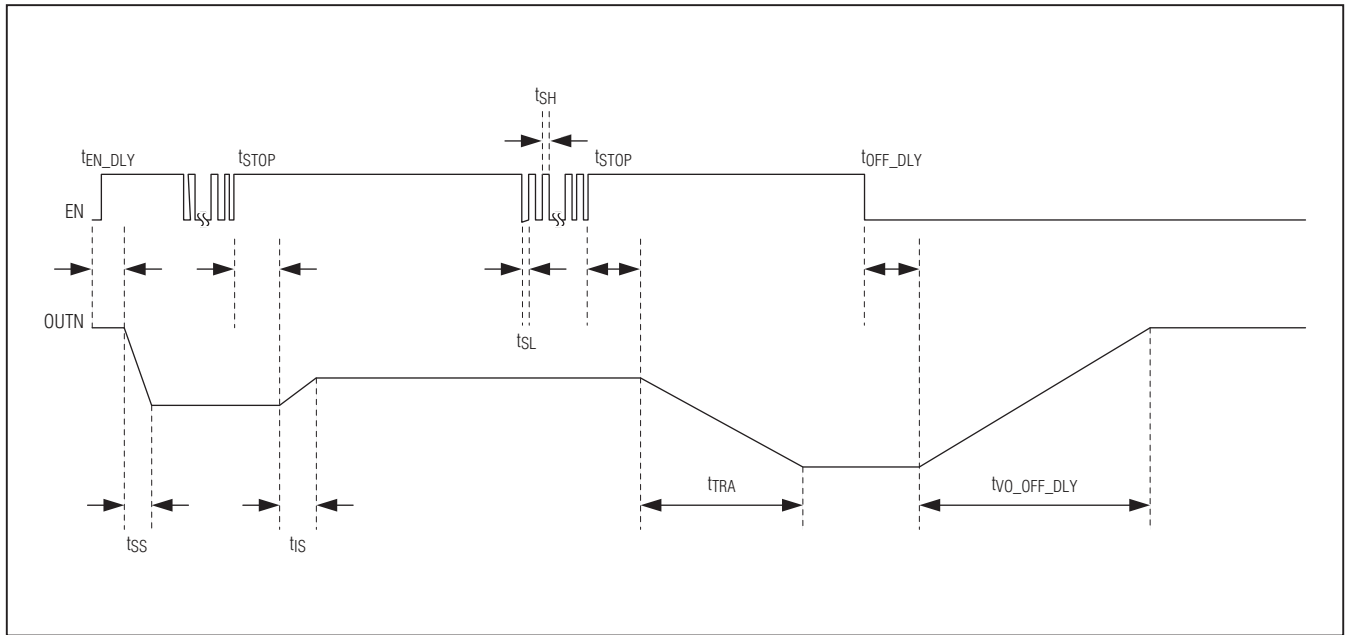 tSH
tEN_DLY
tSTOP
tSTOP
tOFF_DLY
EN
OUTN
tSL
tTRA
tVO_OFF_DLY
tSS
tIS